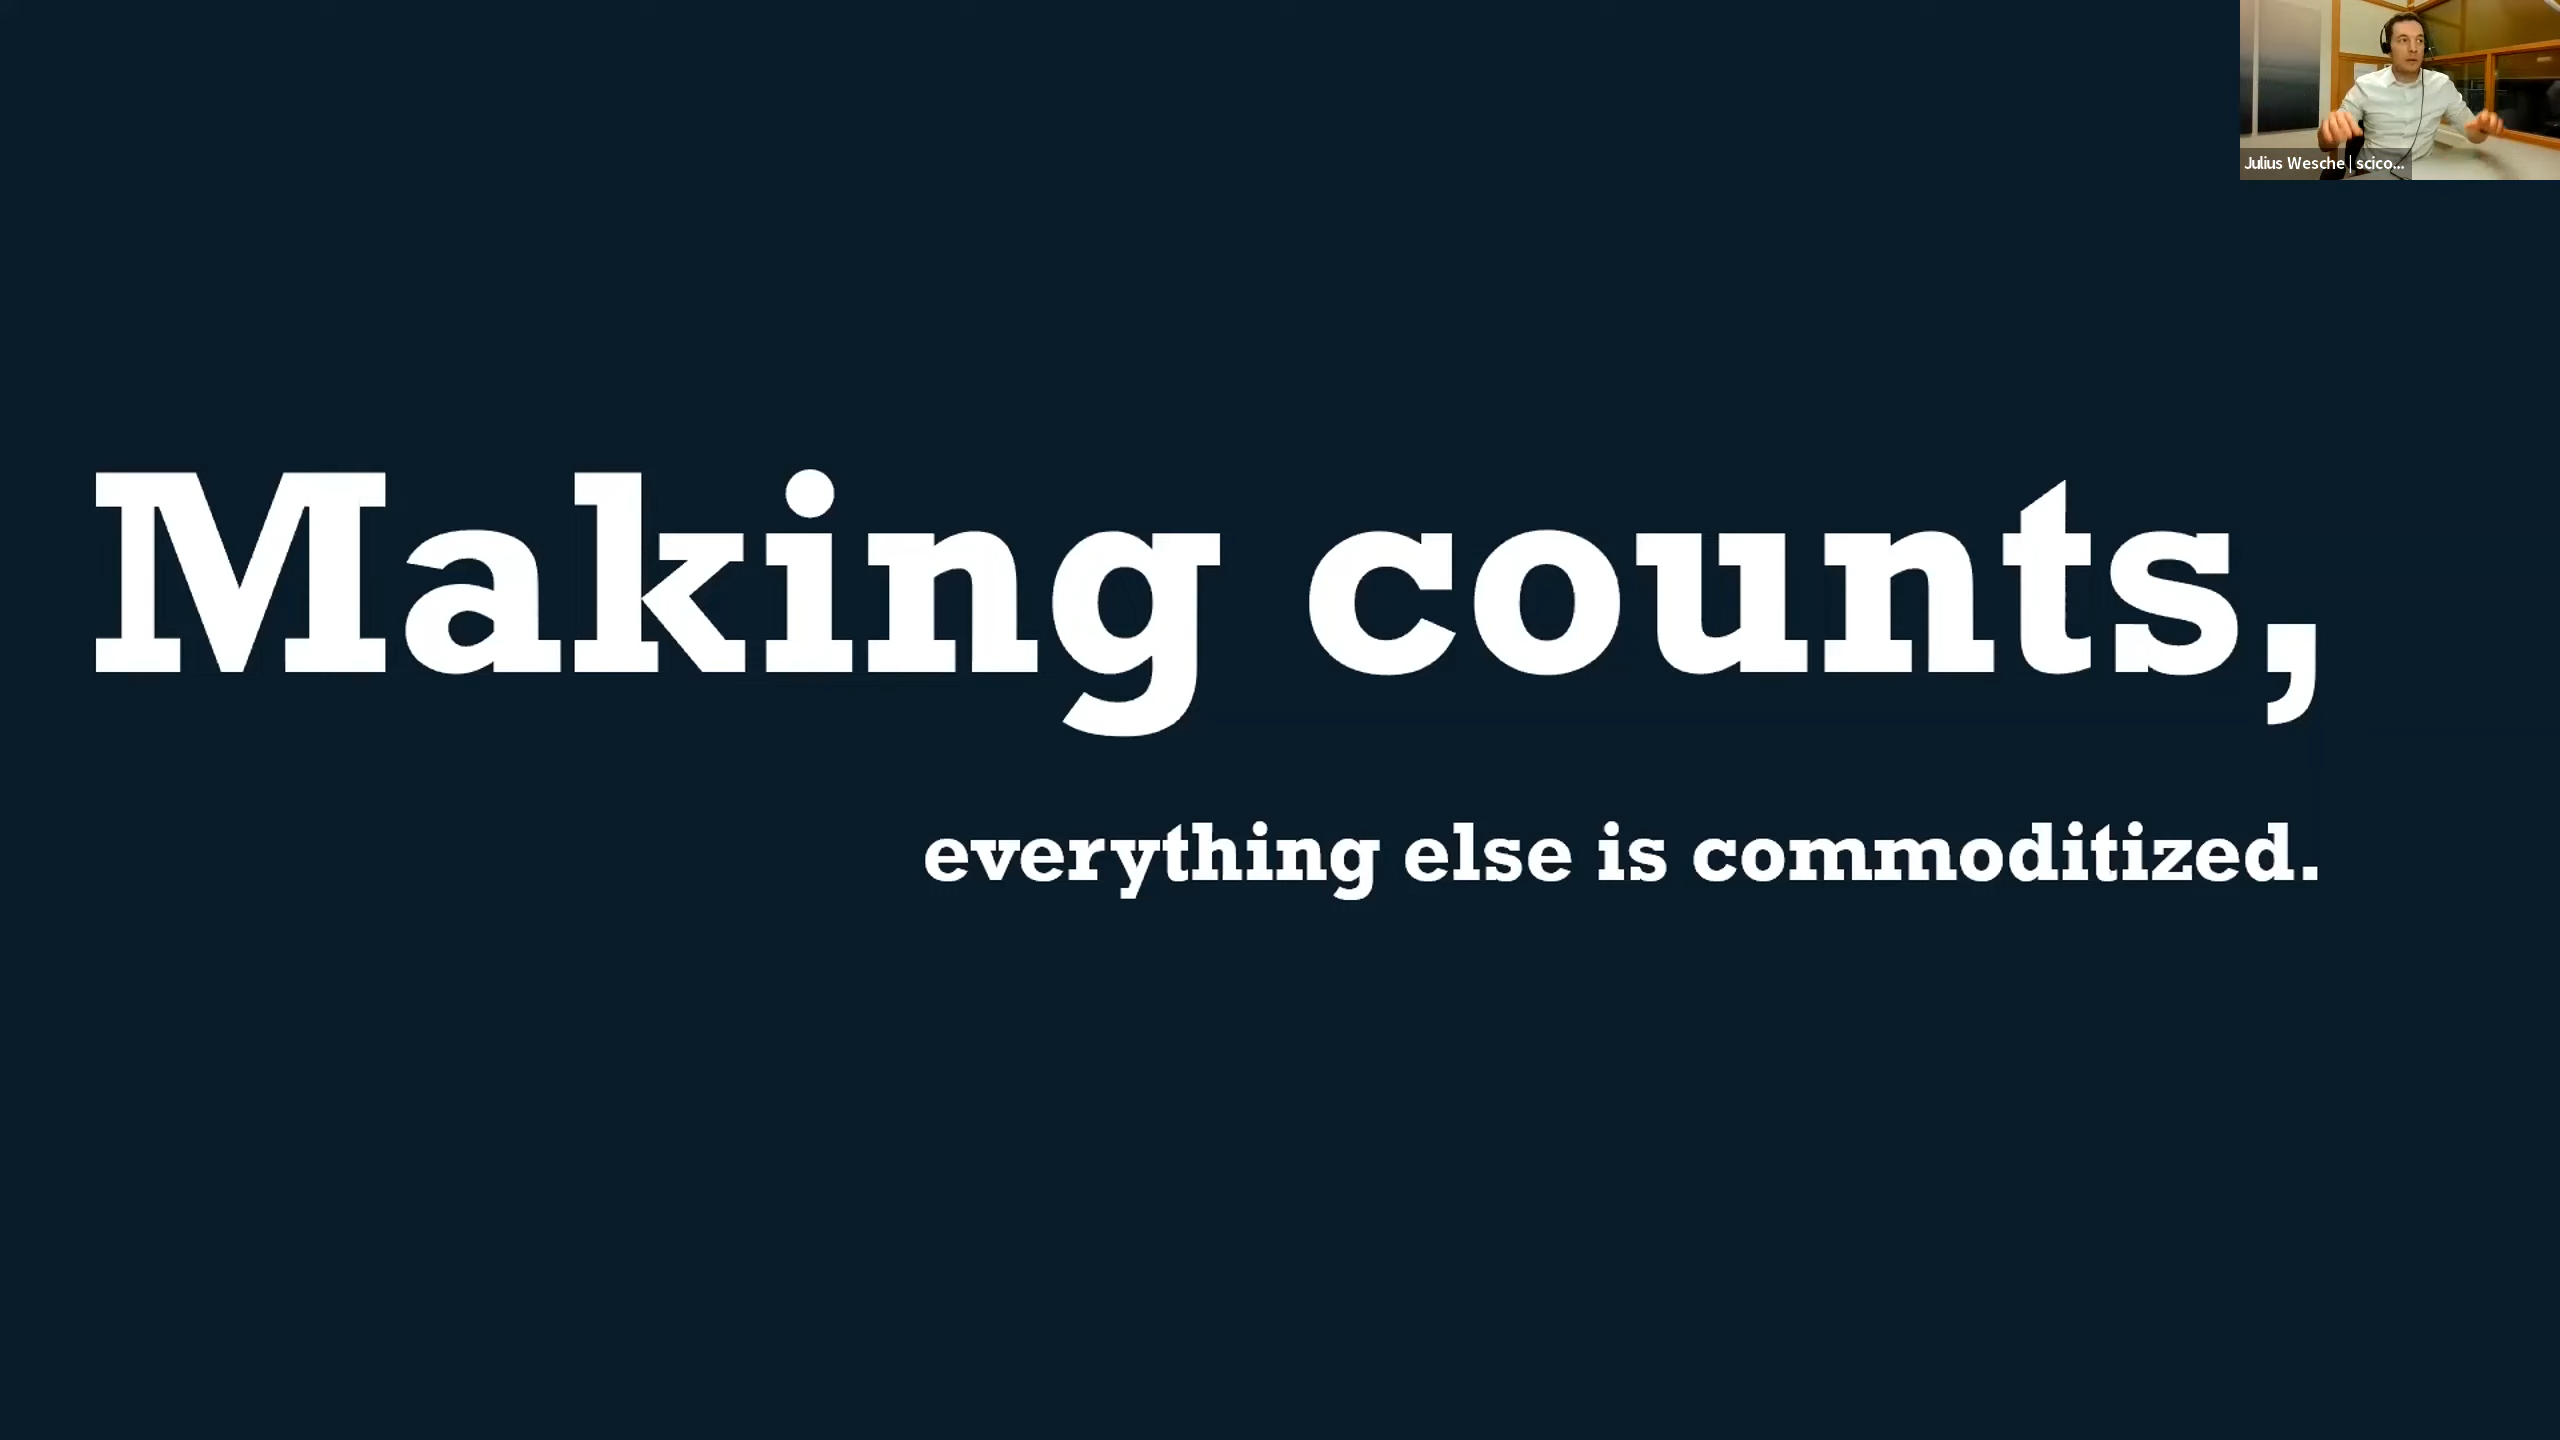 Julius Wesche | scico...
Making counts,
everything else is commoditized.